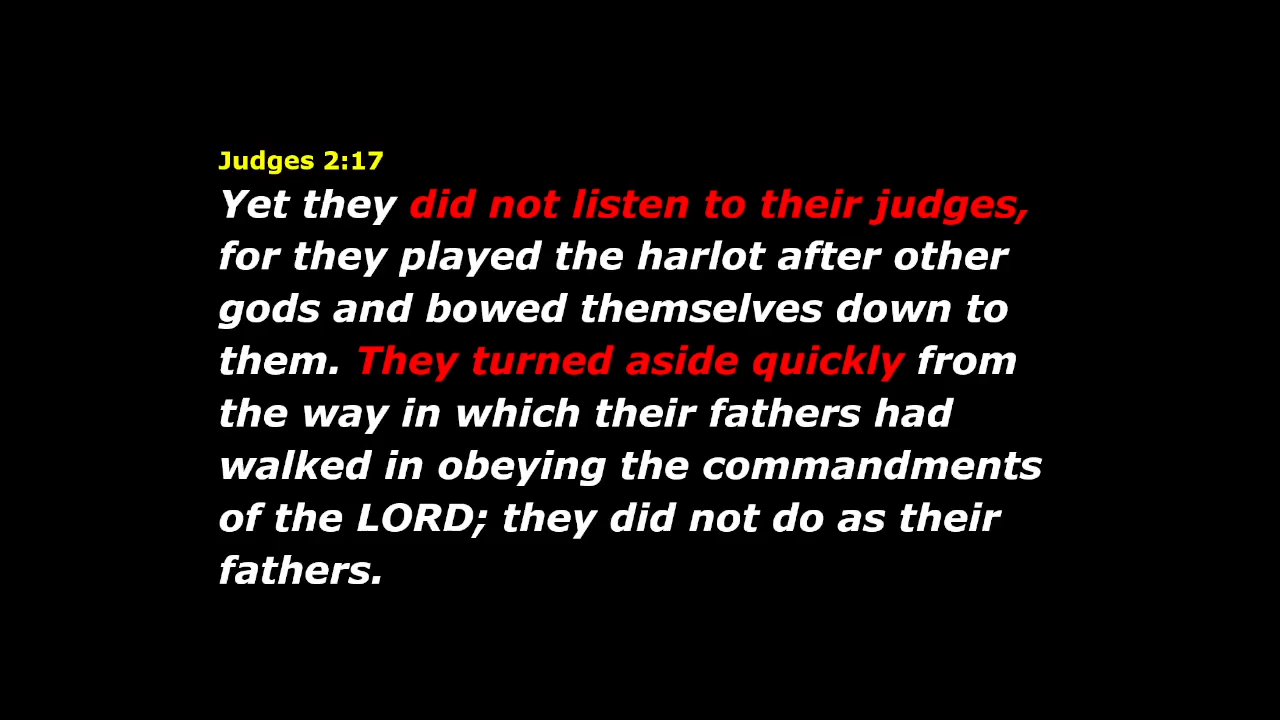 Judges 2:17
Yet they did not listen to their judges,
for they played the harlot after other
gods and bowed themselves down to
them. They turned aside quickly from
the way in which their fathers had
walked in obeying the commandments
of the LORD; they did not do as their
fathers.